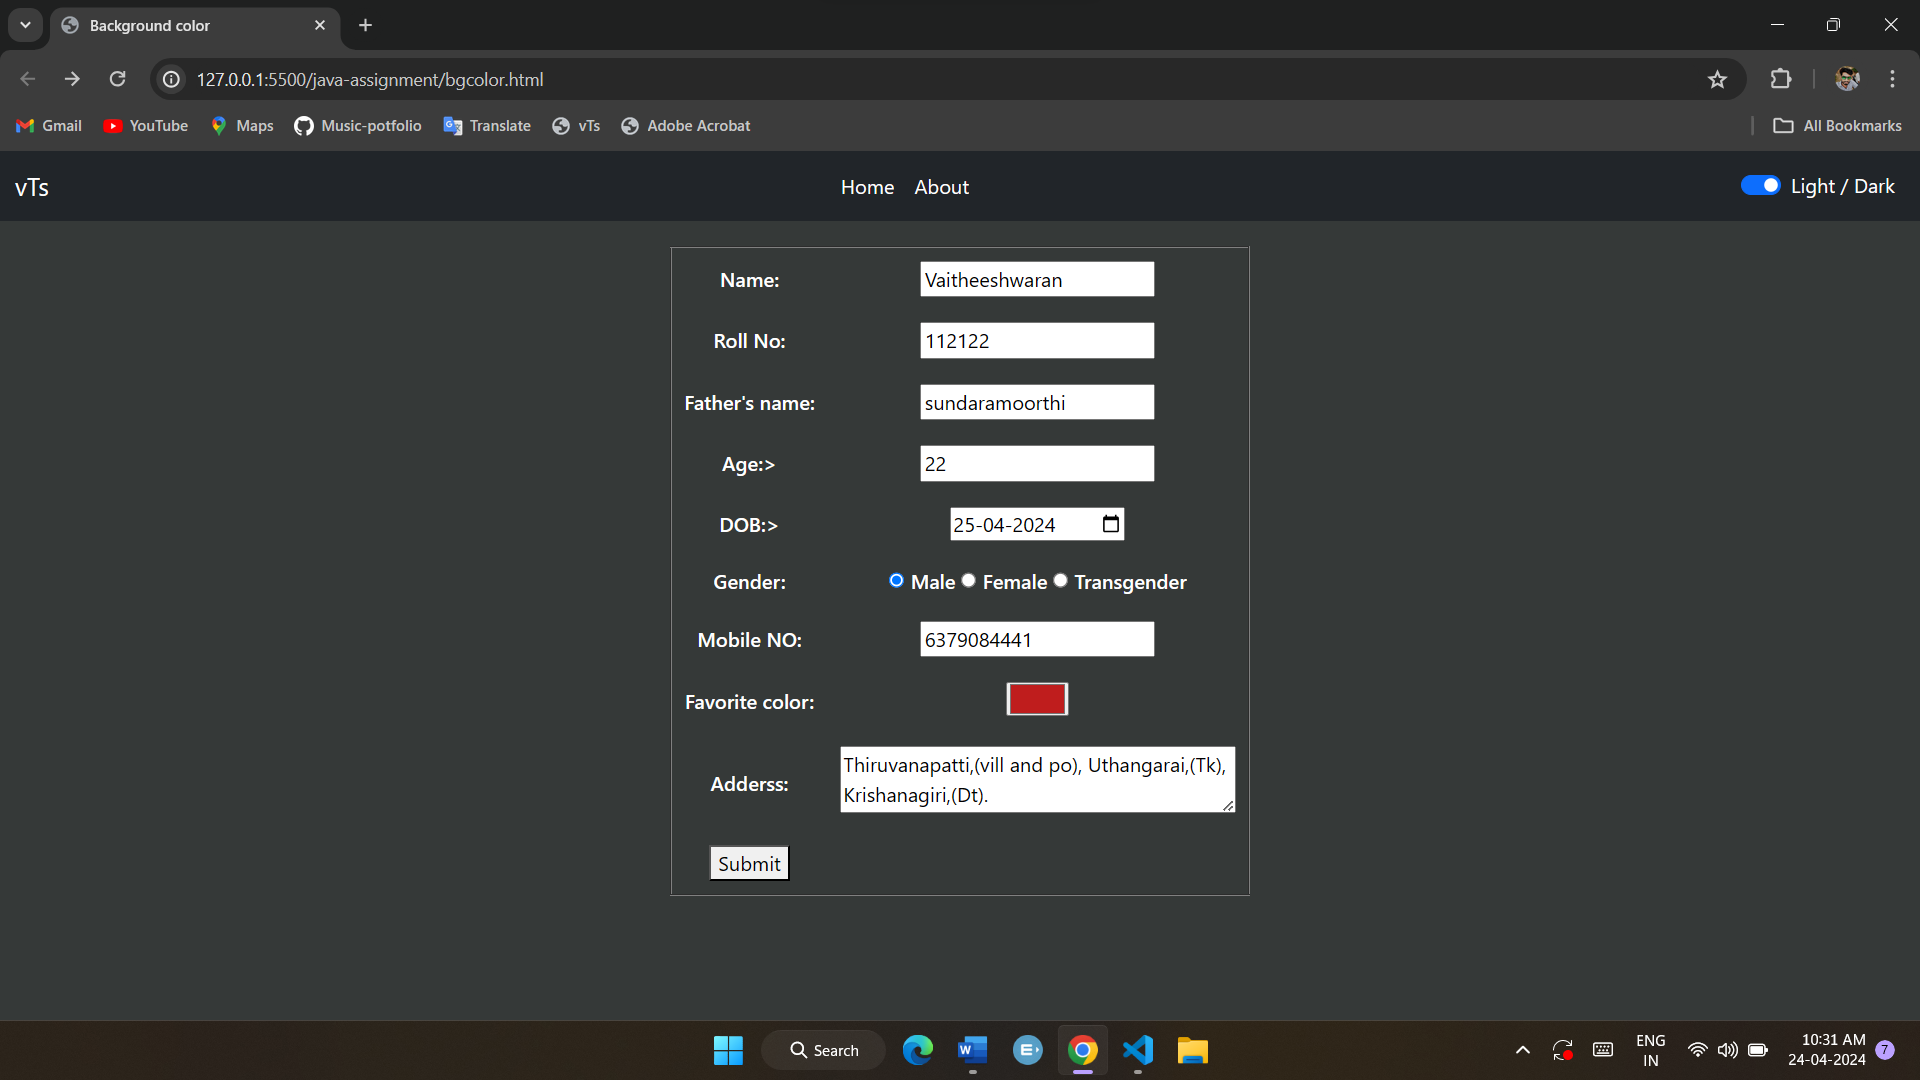 Background color
127.0.0.1:5500/java-assignment/bgcolor.html
Gmail YouTube Maps Music-potfolio Translate vTs Adobe Acrobat All Bookmarks
vTs Home About Light / Dark
Name: Vaitheeshwaran
Roll No: 112122
Father's name: sundaramoorthi
Age:> 22
DOB:> 25-04-2024
Gender: Male Female Transgender
Mobile NO: 6379084441
Favorite color:
Adderss: Thiruvanapatti,(vill and po), Uthangarai,(Tk),
Krishanagiri,(Dt).
Submit
Search
ENG
IN
10:31 AM
24-04-2024 7